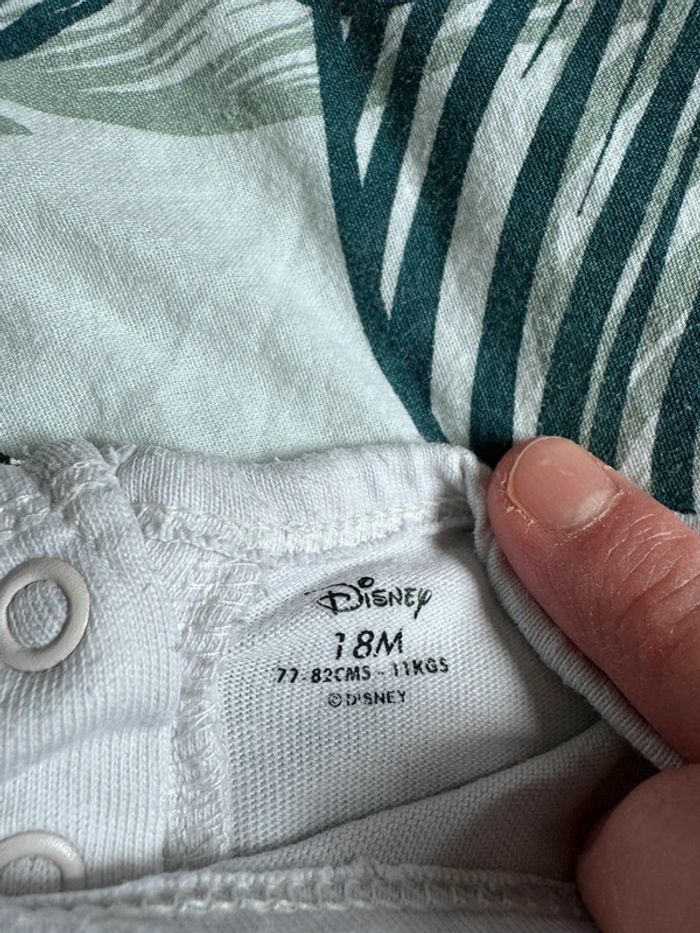 Disney
18M
77-82CMS - 11KGS
© DISNEY